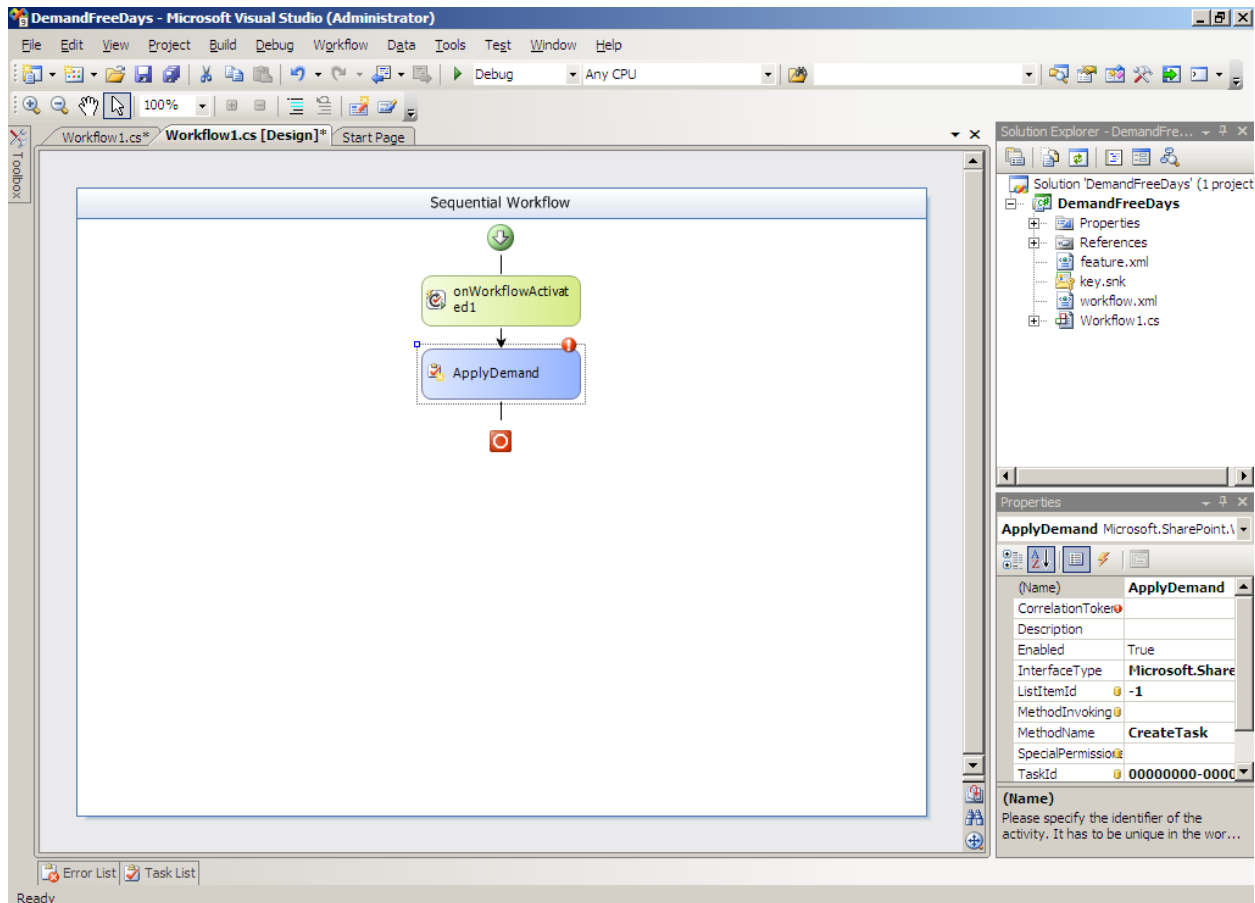 DemandFreeDays - Microsoft Visual Studio (Administrator)
File Edit View Project Build Debug Workflow Data Tools Test Window Help
Debug Any CPU
100%
Workflow1.cs* Workflow1.cs [Design]* Start Page
Toolbox
Sequential Workflow
onWorkflowActivat
ed1
ApplyDemand
Solution Explorer - DemandFre...
Solution 'DemandFreeDays' (1 project
DemandFreeDays
Properties
References
feature.xml
key.snk
workflow.xml
Workflow1.cs
Properties
ApplyDemand Microsoft.SharePoint.\
(Name) ApplyDemand
CorrelationToken
Description
Enabled True
InterfaceType Microsoft.Share
ListItemId -1
MethodInvoking
MethodName CreateTask
SpecialPermissions
TaskId 00000000-0000
(Name)
Please specify the identifier of the
activity. It has to be unique in the wor...
Error List Task List
Ready